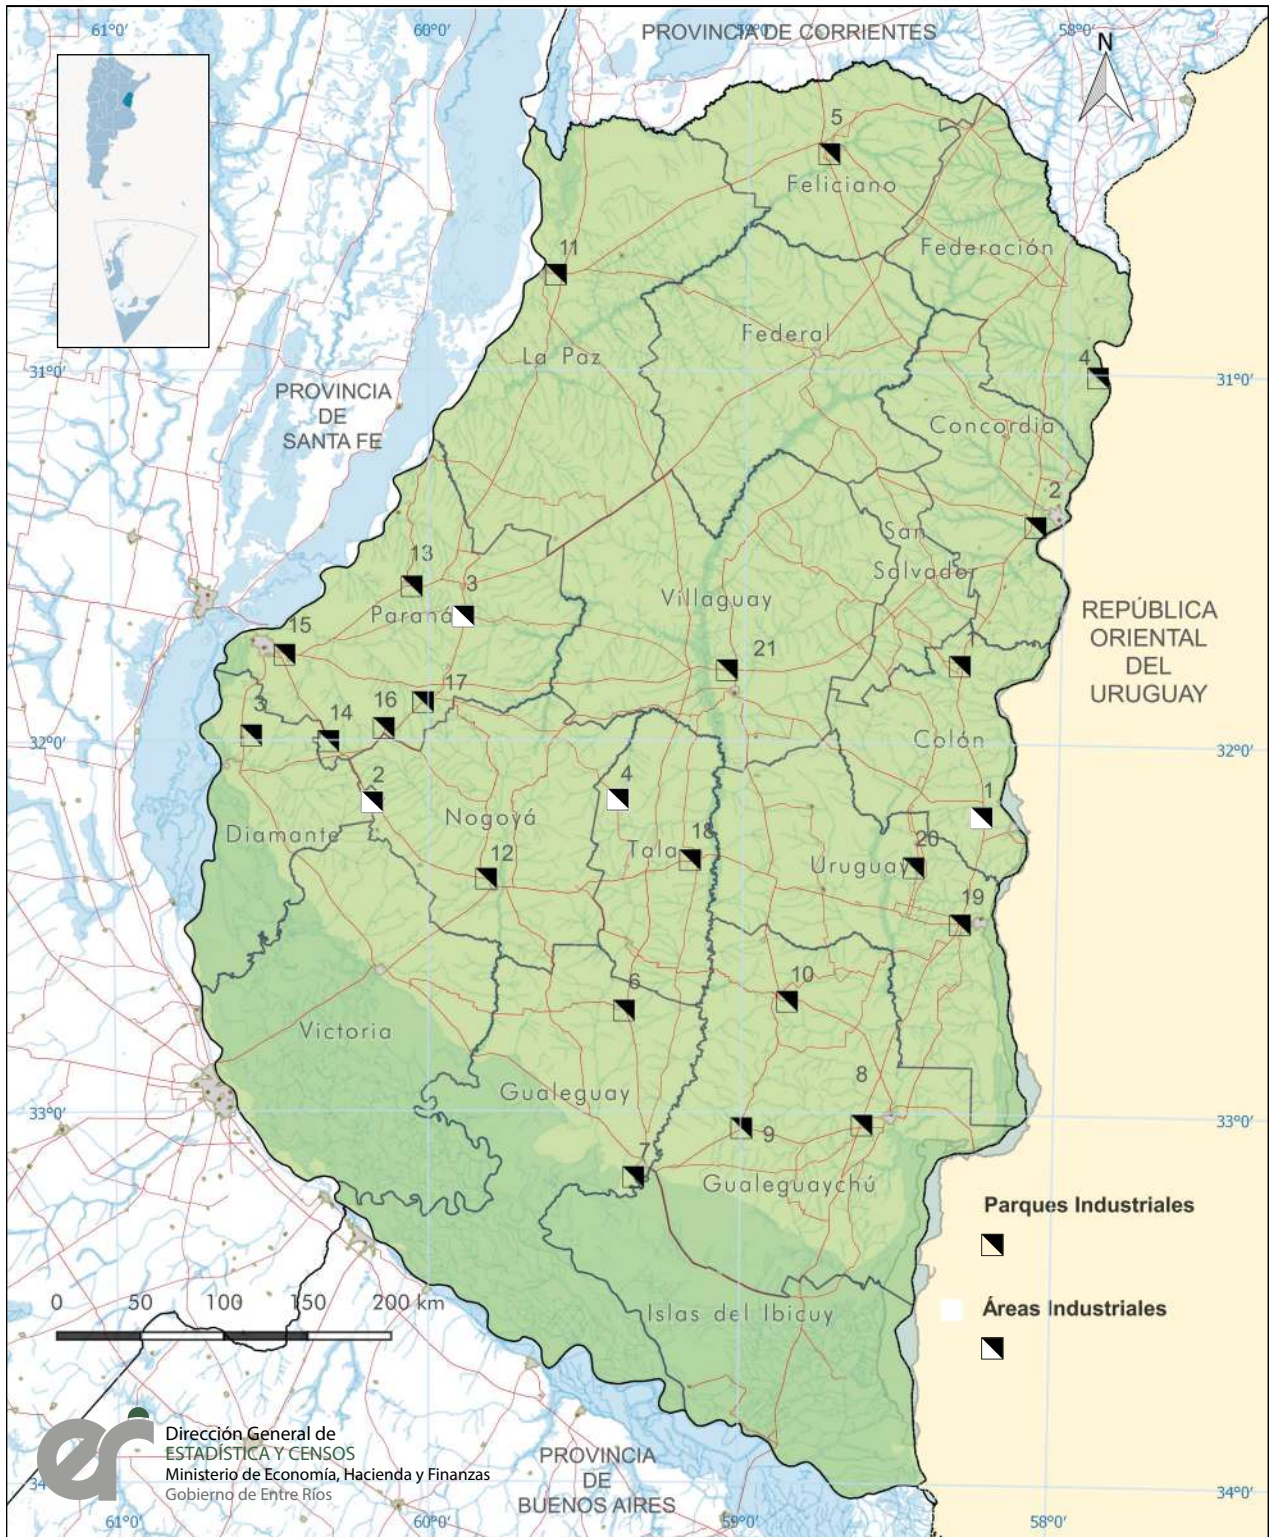 61°0'
60°0'
59°0'
58°0'
PROVINCIA DE CORRIENTES
N
5
Feliciano
Federación
11
Federal
La Paz
4
31°0'
31°0'
PROVINCIA
DE
SANTA FE
Concordia
2
San
Salvador
13
3
Paraná
Villaguay
REPÚBLICA
ORIENTAL
DEL
URUGUAY
15
21
1
17
16
3
14
32°0'
32°0'
Colón
2
4
1
Nogoyá
Diamante
18
Tala
20
Uruguay
12
19
10
6
Victoria
8
Gualeguay
33°0'
33°0'
9
7
Gualeguaychú
Parques Industriales
0 50 100 150 200 km
Áreas Industriales
Islas del Ibicuy
er
Dirección General de
ESTADÍSTICA Y CENSOS
Ministerio de Economía, Hacienda y Finanzas
Gobierno de Entre Ríos
PROVINCIA
DE
BUENOS AIRES
34°0'
61°0'
60°0'
59°0'
58°0'